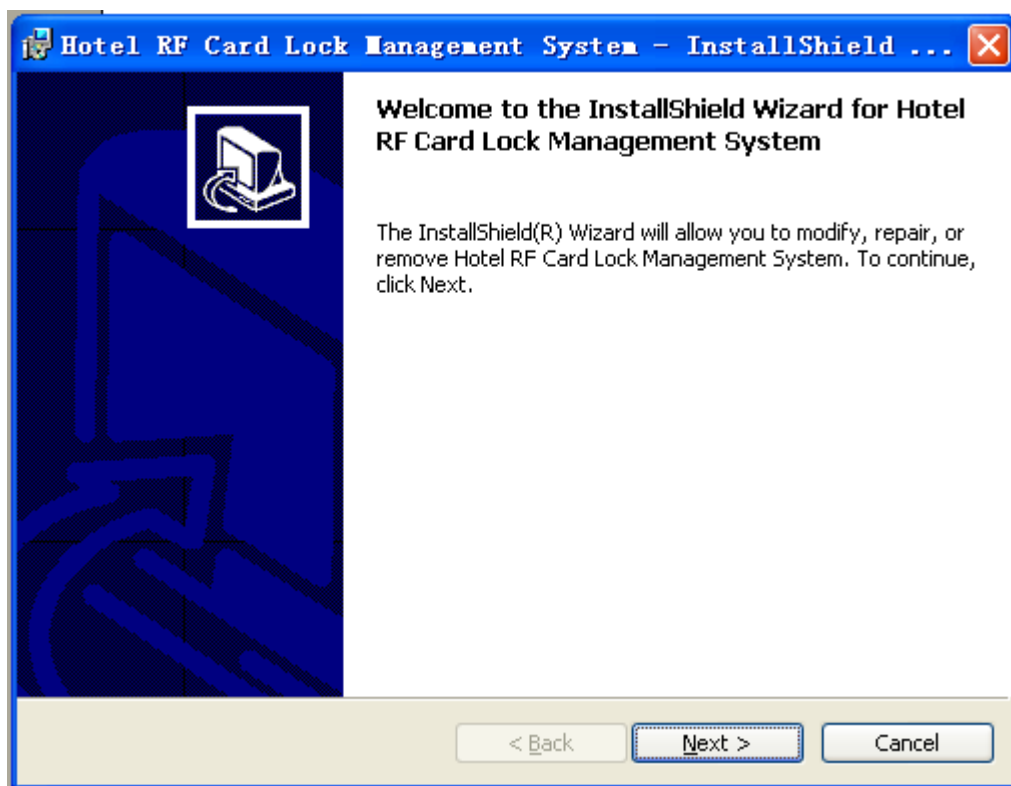 Hotel RF Card Lock Management System - InstallShield ...
Welcome to the InstallShield Wizard for Hotel
RF Card Lock Management System
The InstallShield(R) Wizard will allow you to modify, repair, or
remove Hotel RF Card Lock Management System. To continue,
click Next.
< Back Next > Cancel